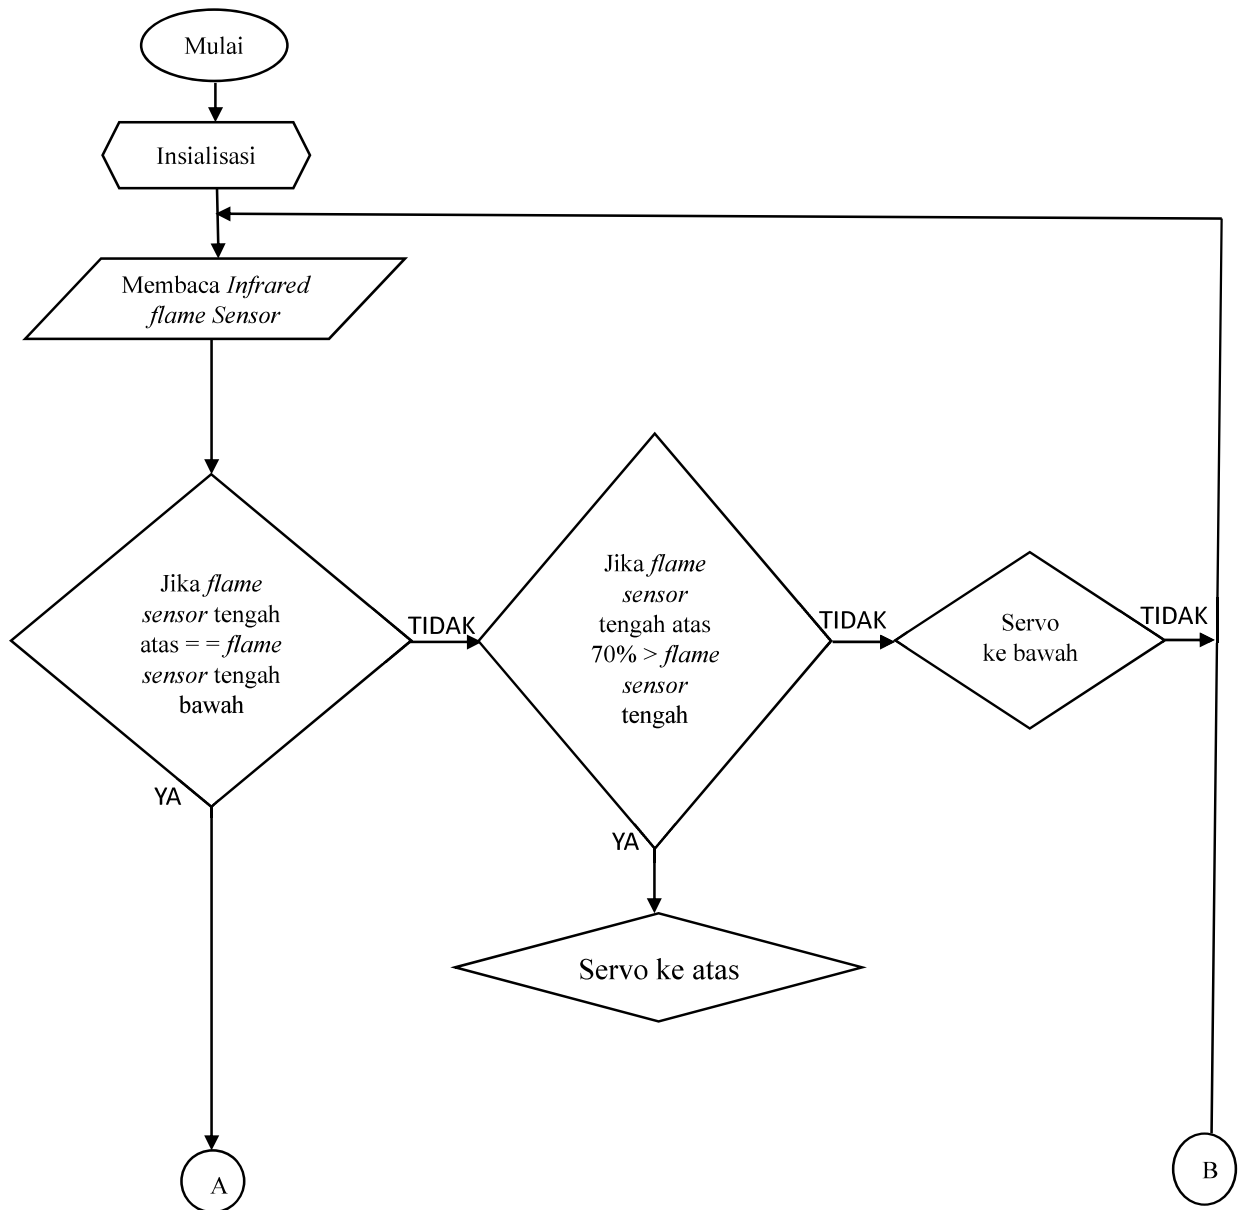 Mulai
Insialisasi
Membaca Infrared
flame Sensor
Jika flame
sensor tengah
atas = = flame
sensor tengah
bawah
TIDAK
YA
Jika flame
sensor
tengah atas
70% > flame
sensor
tengah
TIDAK
YA
Servo
ke bawah
TIDAK
Servo ke atas
A
B